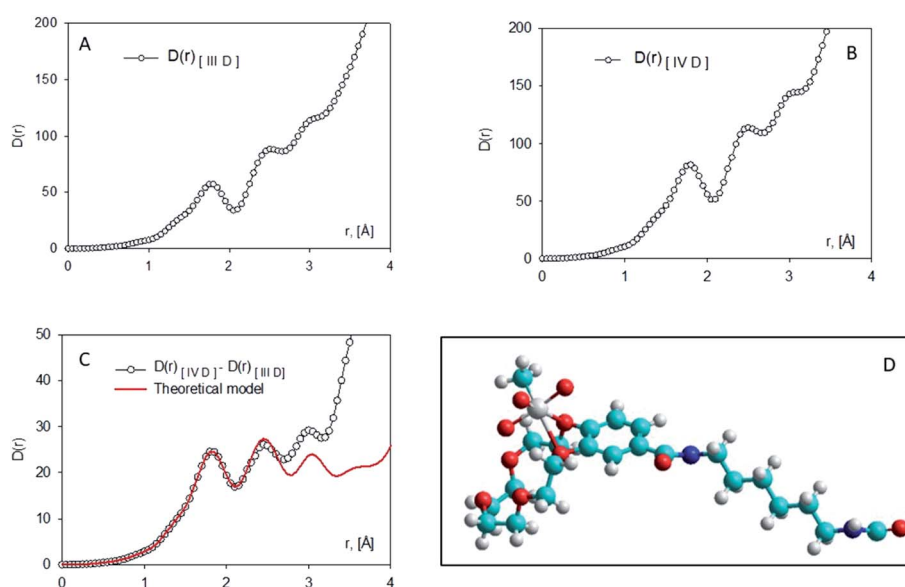 A
D(r) [ III D ]
200
150
100
50
0
D(r)
0 1 2 3 4
r, [Å]
B
D(r) [ IV D ]
200
150
100
50
0
D(r)
0 1 2 3 4
r, [Å]
C
D(r) [ IV D ] - D(r) [ III D ]
Theoretical model
50
40
30
20
10
0
D(r)
0 1 2 3 4
r, [Å]
D